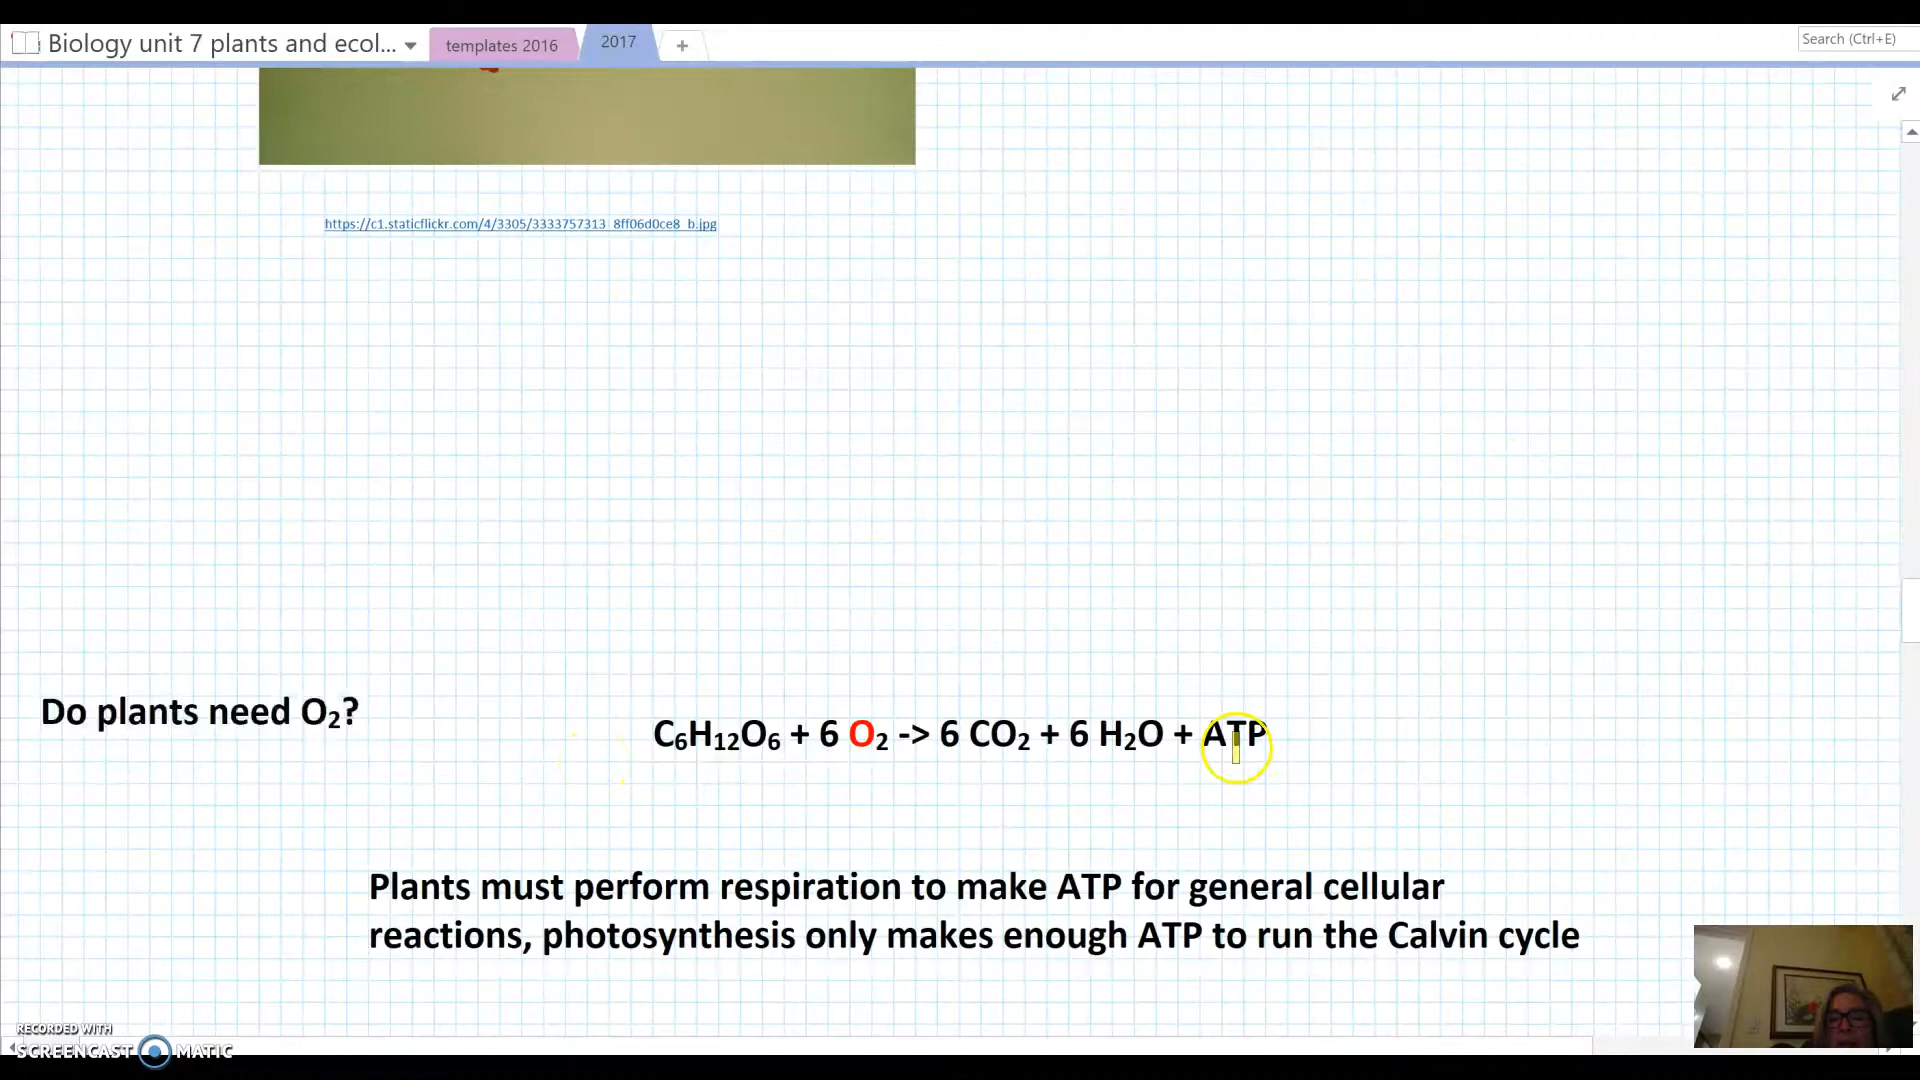 Biology unit 7 plants and ecol...
templates 2016
2017
+
Search (Ctrl+E)
https://c1.staticflickr.com/4/3305/3333757313_8ff06d0ce8_b.jpg
Do plants need O₂?
C₆H₁₂O₆ + 6 O₂ -> 6 CO₂ + 6 H₂O + ATP
Plants must perform respiration to make ATP for general cellular
reactions, photosynthesis only makes enough ATP to run the Calvin cycle
RECORDED WITH
SCREENCAST MATIC